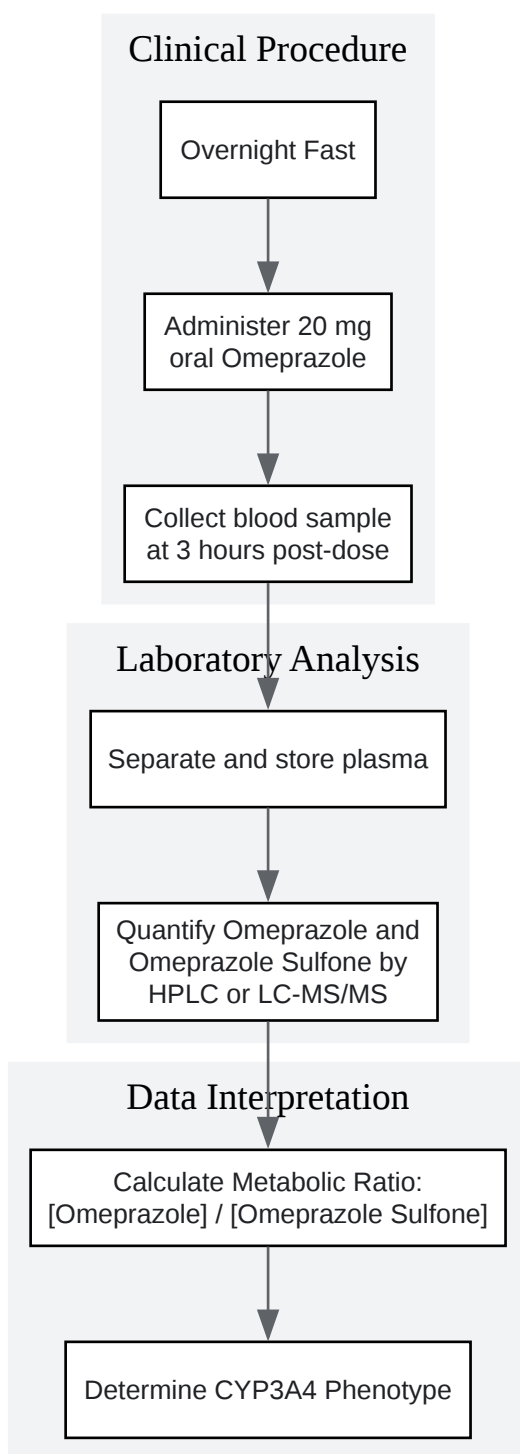 Clinical Procedure
Overnight Fast
Administer 20 mg
oral Omeprazole
Collect blood sample
at 3 hours post-dose
Laboratory Analysis
Separate and store plasma
Quantify Omeprazole and
Omeprazole Sulfone by
HPLC or LC-MS/MS
Data Interpretation
Calculate Metabolic Ratio:
[Omeprazole] / [Omeprazole Sulfone]
Determine CYP3A4 Phenotype